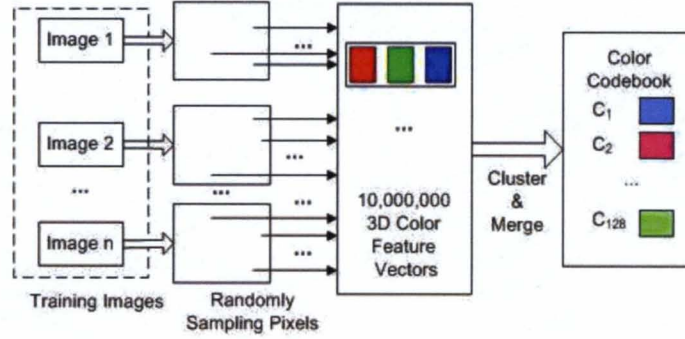 Image 1
Image 2
...
Image n
Training Images
...
...
...
...
...
Randomly
Sampling Pixels
...
10,000,000
3D Color
Feature
Vectors
Cluster
&
Merge
Color
Codebook
C1
C2
...
C128